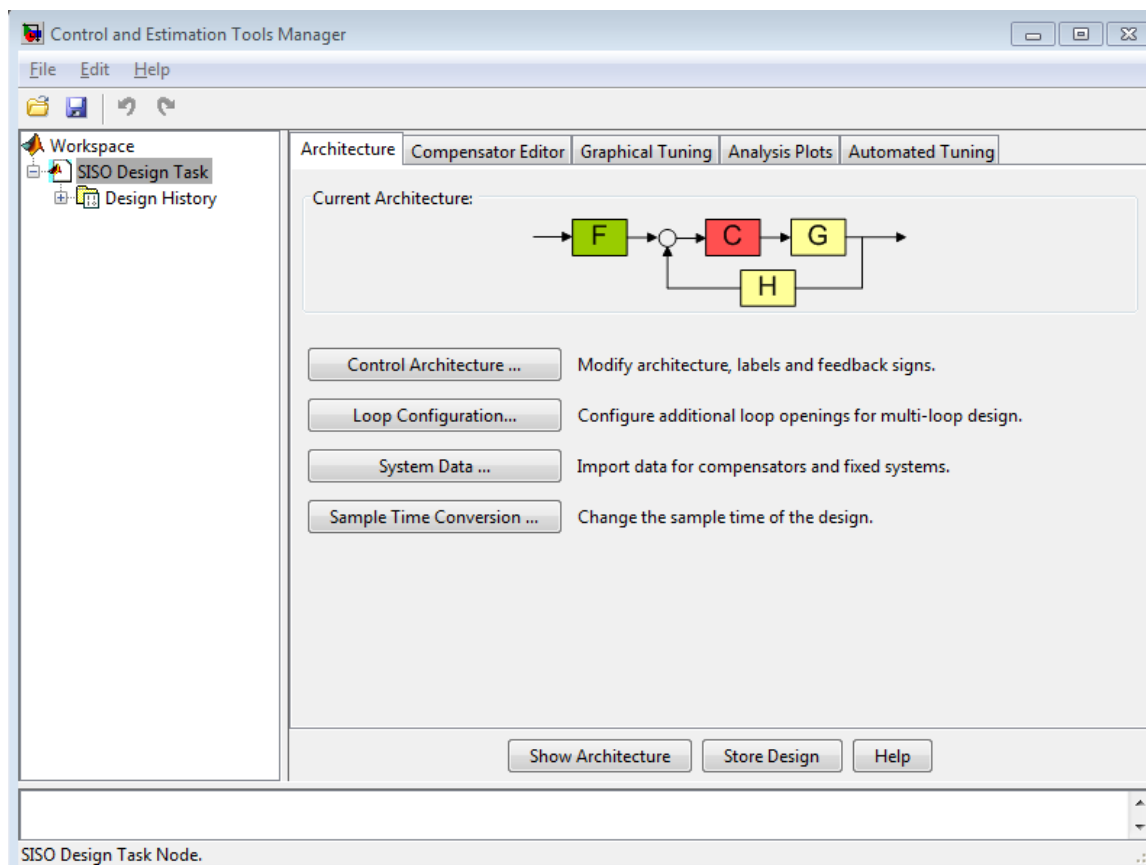 Control and Estimation Tools Manager
File Edit Help
Workspace
SISO Design Task
Design History
Architecture Compensator Editor Graphical Tuning Analysis Plots Automated Tuning
Current Architecture:
F C G
H
Control Architecture ... Modify architecture, labels and feedback signs.
Loop Configuration... Configure additional loop openings for multi-loop design.
System Data ... Import data for compensators and fixed systems.
Sample Time Conversion ... Change the sample time of the design.
Show Architecture Store Design Help
SISO Design Task Node.